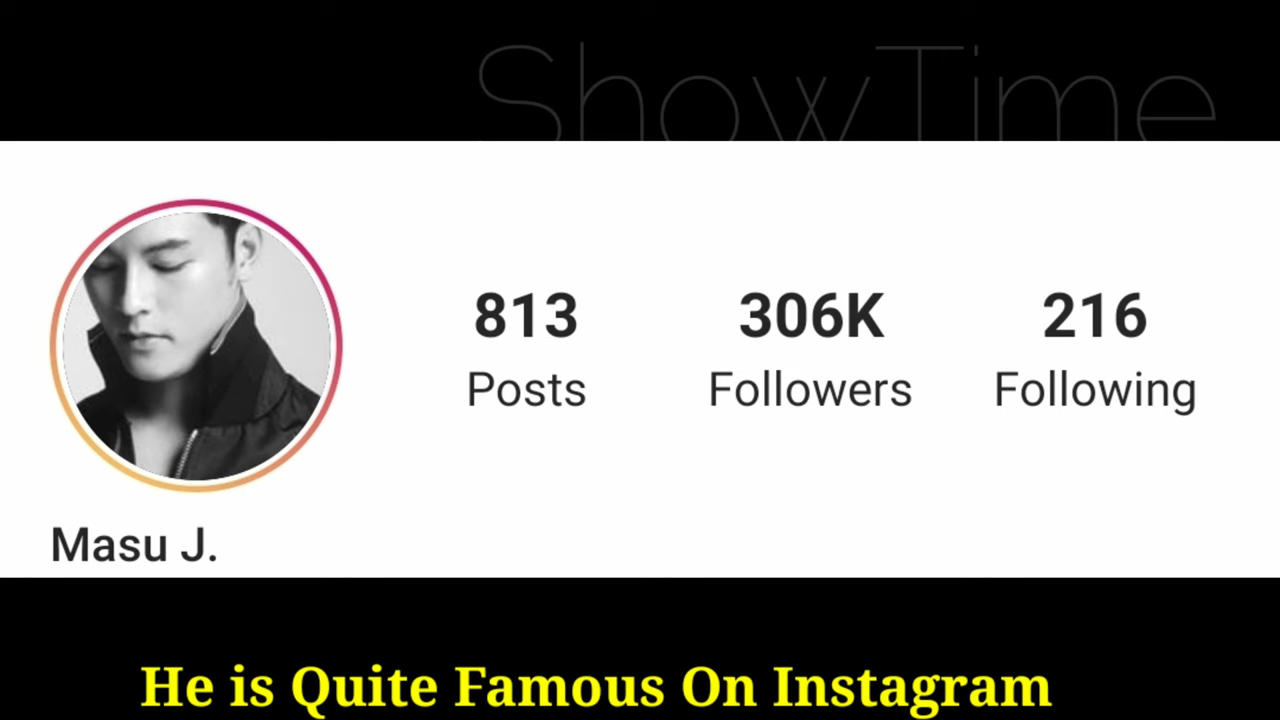 ShowTime
813 306K 216
Posts Followers Following
Masu J.
He is Quite Famous On Instagram